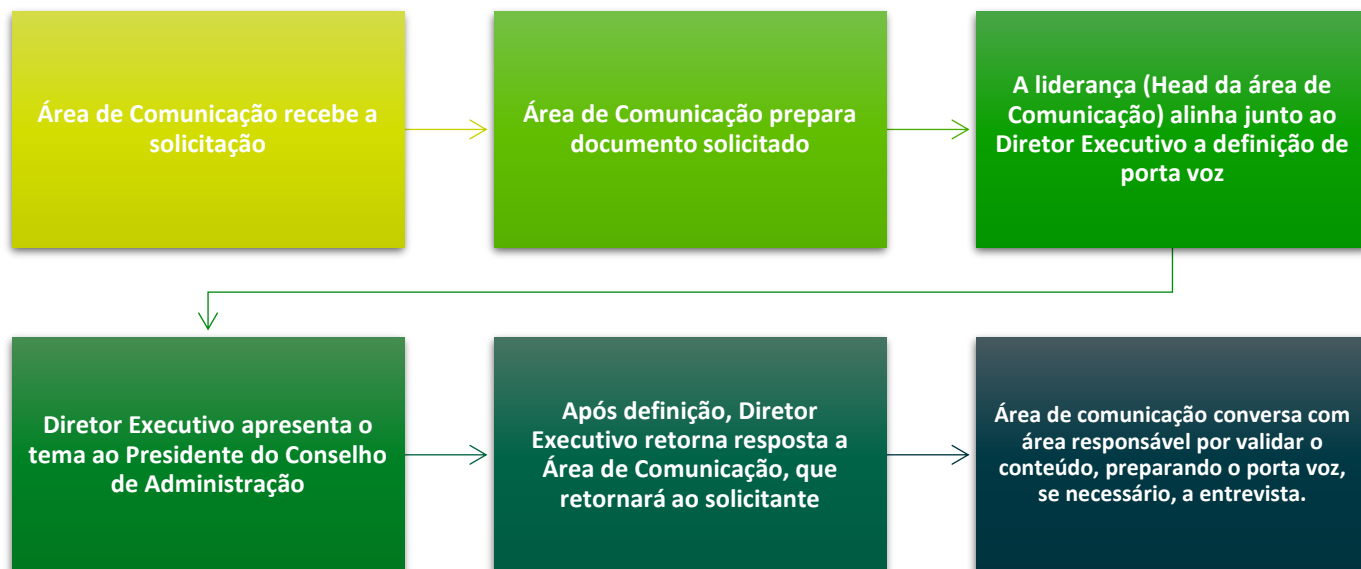 Área de Comunicação recebe a
solicitação
Área de Comunicação prepara
documento solicitado
A liderança (Head da área de
Comunicação) alinha junto ao
Diretor Executivo a definição de
porta voz
Diretor Executivo apresenta o
tema ao Presidente do Conselho
de Administração
Após definição, Diretor
Executivo retorna resposta a
Área de Comunicação, que
retornará ao solicitante
Área de comunicação conversa com
área responsável por validar o
conteúdo, preparando o porta voz,
se necessário, a entrevista.